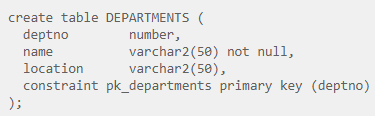 create table DEPARTMENTS (
  deptno        number,
  name          varchar2(50) not null,
  location      varchar2(50),
  constraint pk_departments primary key (deptno)
);